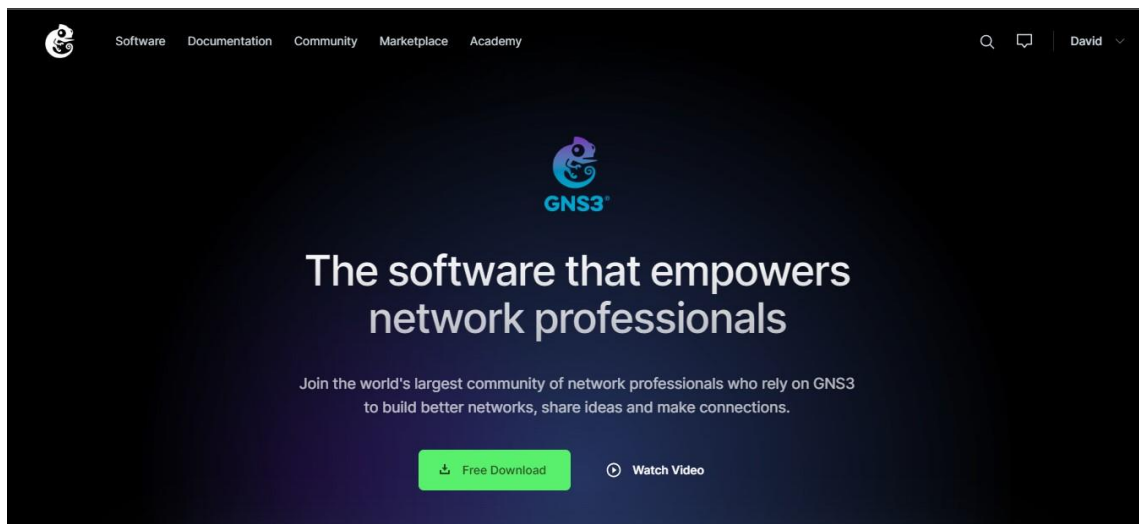 Software Documentation Community Marketplace Academy David
GNS3®
The software that empowers
network professionals
Join the world's largest community of network professionals who rely on GNS3
to build better networks, share ideas and make connections.
Free Download Watch Video